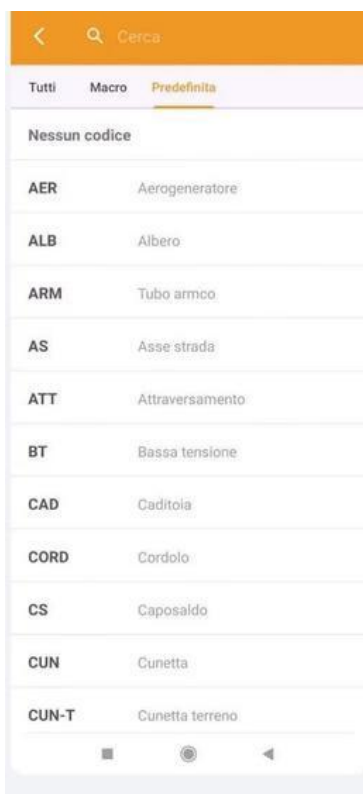 Cerca
Tutti Macro Predefinita
Nessun codice
AER Aerogeneratore
ALB Albero
ARM Tubo armco
AS Asse strada
ATT Attraversamento
BT Bassa tensione
CAD Caditoia
CORD Cordolo
CS Caposaldo
CUN Cunetta
CUN-T Cunetta terreno